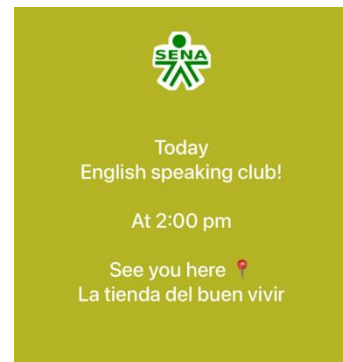 SENA
Today
English speaking club!
At 2:00 pm
See you here 📍
La tienda del buen vivir